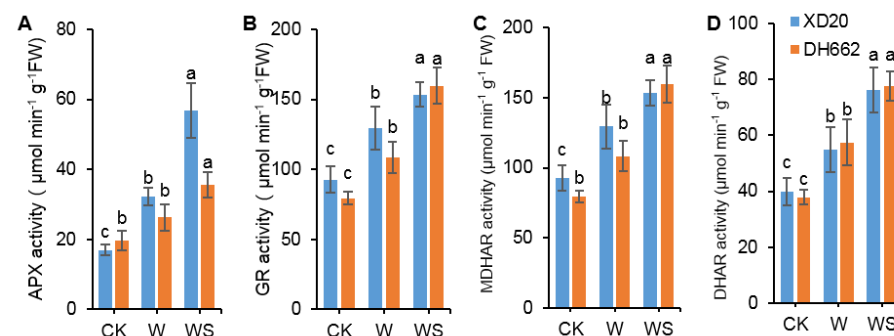 A
APX activity ( μmol min⁻¹ g⁻¹FW)
80
60
40
20
0
c b
b b
a
a
CK W WS
B
GR activity ( μmol min⁻¹ g⁻¹FW)
200
150
100
50
0
c c
b b
a a
CK W WS
C
MDHAR activity (μmol min⁻¹ g⁻¹ FW)
200
150
100
50
0
c b
b b
a a
CK W WS
D
DHAR activity (μmol min⁻¹ g⁻¹ FW)
100
80
60
40
20
0
XD20
DH662
c c
b b
a a
CK W WS